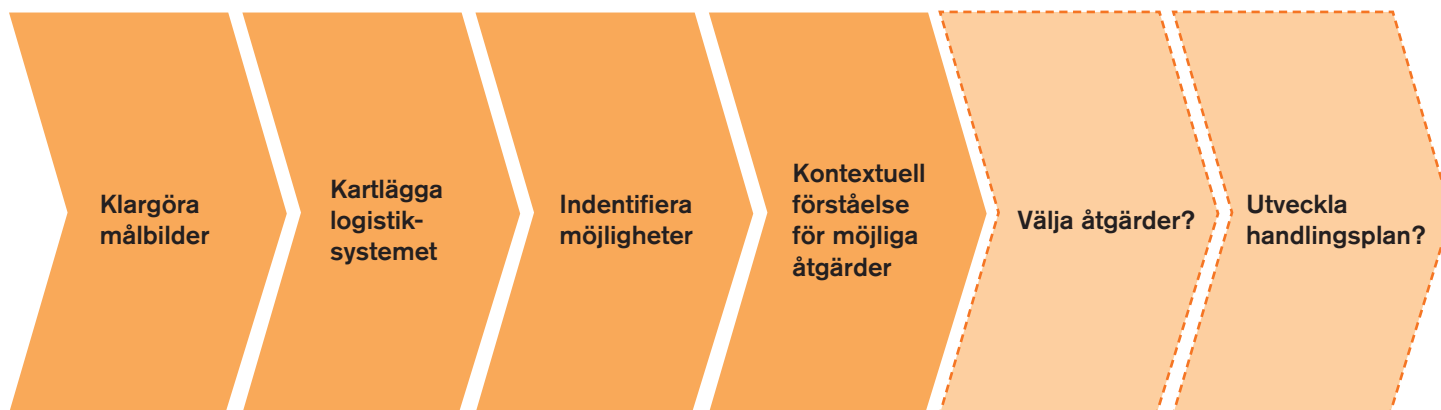 Klargöra
målbilder
Kartlägga
logistik-
systemet
Indentifiera
möjligheter
Kontextuell
förståelse
för möjliga
åtgärder
Välja åtgärder?
Utveckla
handlingsplan?